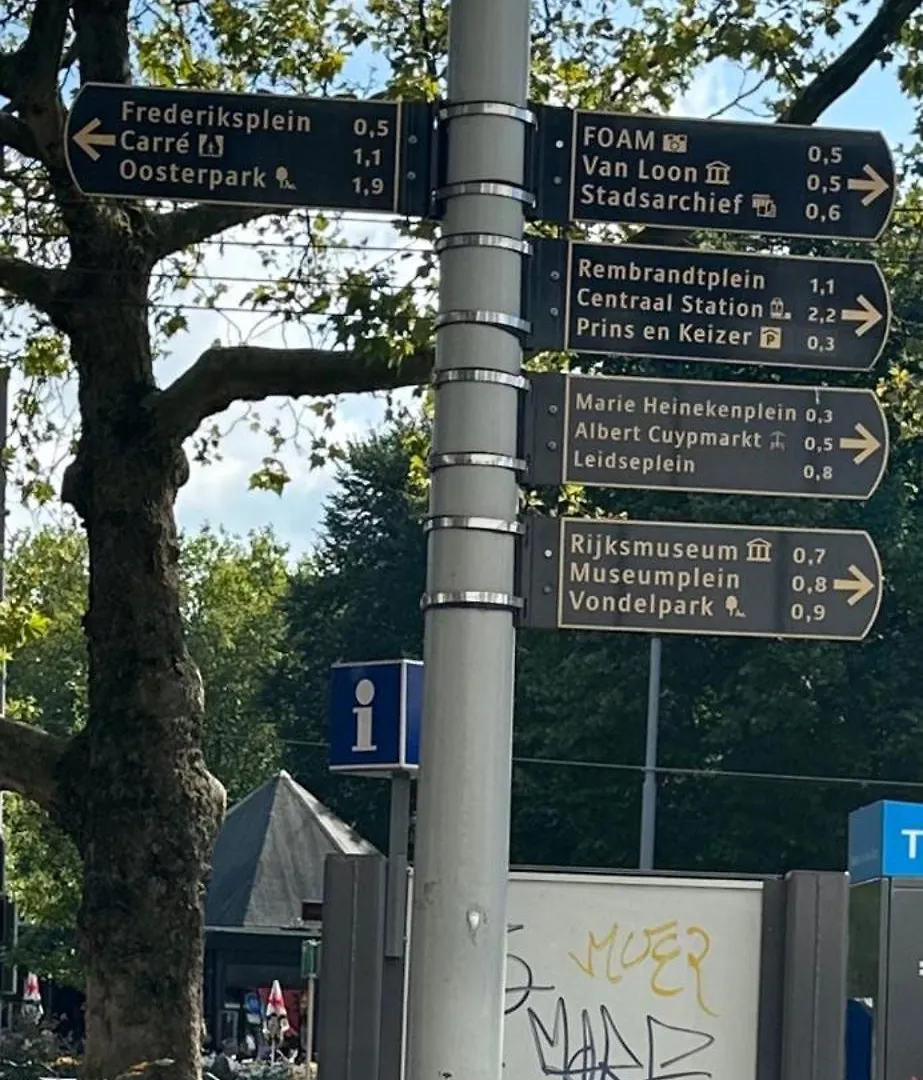 Frederiksplein 0,5
Carré 1,1
Oosterpark 1,9
FOAM 0,5
Van Loon 0,5
Stadsarchief 0,6
Rembrandtplein 1,1
Centraal Station 2,2
Prins en Keizer P 0,3
Marie Heinekenplein 0,3
Albert Cuypmarkt 0,5
Leidseplein 0,8
Rijksmuseum 0,7
Museumplein 0,8
Vondelpark 0,9
i
T
MOER